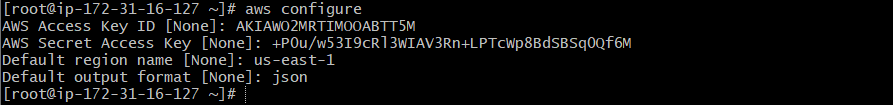 [root@ip-172-31-16-127 ~]# aws configure
AWS Access Key ID [None]: AKIAWO2MRTIMOOABTT5M
AWS Secret Access Key [None]: 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
Default region name [None]: us-east-1
Default output format [None]: json
[root@ip-172-31-16-127 ~]#